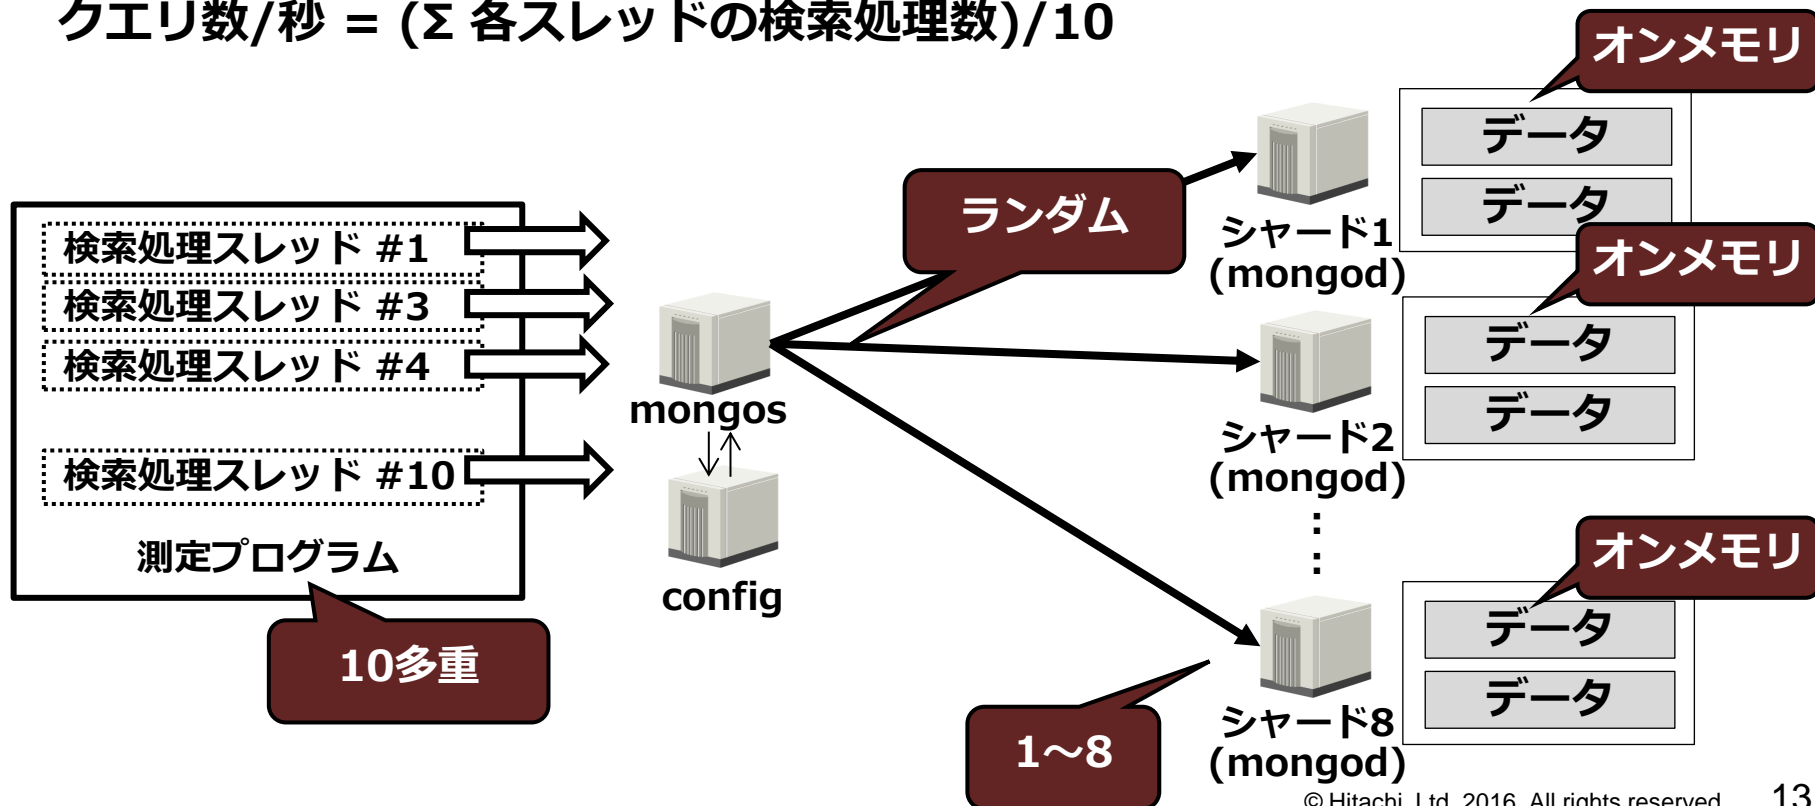 クエリ数/秒 = (Σ 各スレッドの検索処理数)/10
オンメモリ
データ
データ
ランダム
シャード1
(mongod)
検索処理スレッド #1
検索処理スレッド #3
検索処理スレッド #4
検索処理スレッド #10
測定プログラム
10多重
mongos
config
オンメモリ
データ
データ
シャード2
(mongod)
:
:
オンメモリ
データ
データ
シャード8
(mongod)
1～8
© Hitachi, Ltd. 2016. All rights reserved.
13